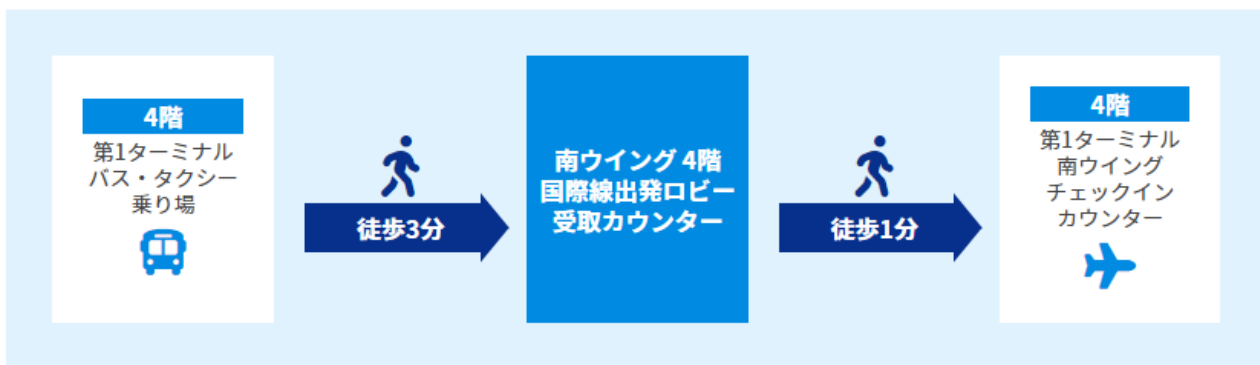 4階
第1ターミナル
バス・タクシー
乗り場
徒歩3分
南ウイング 4階
国際線出発ロビー
受取カウンター
徒歩1分
4階
第1ターミナル
南ウイング
チェックイン
カウンター